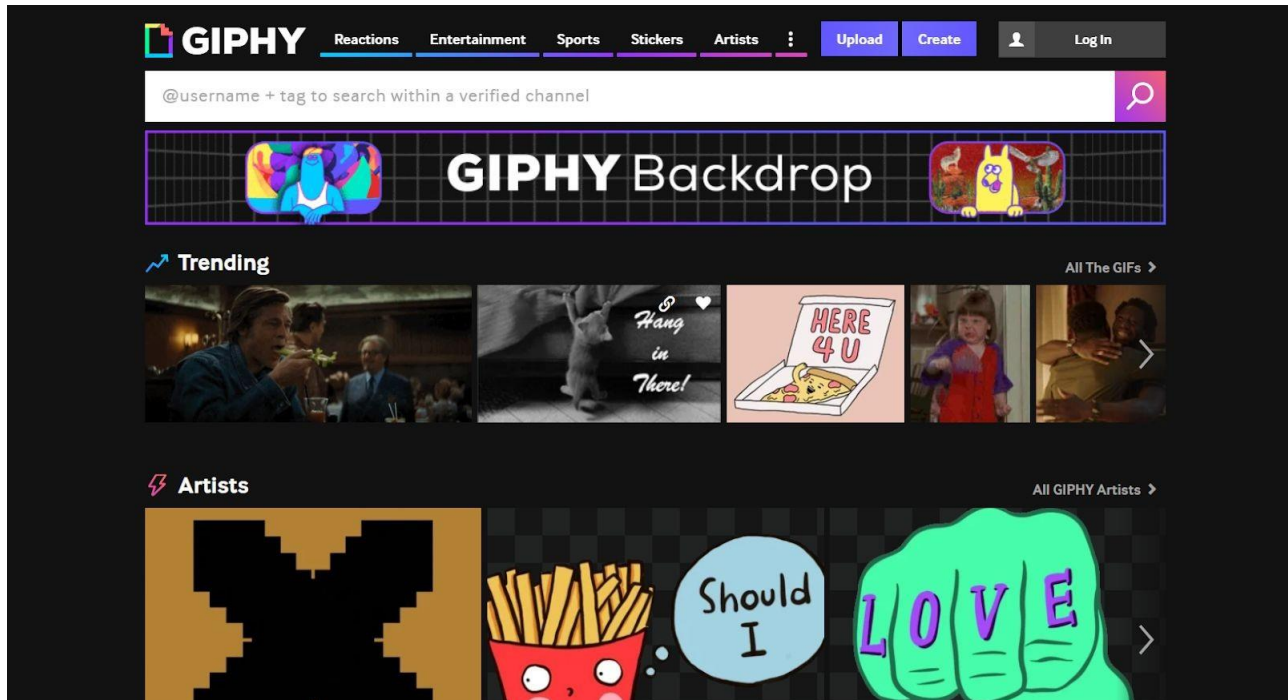 GIPHY Reactions Entertainment Sports Stickers Artists Upload Create Log In
@username + tag to search within a verified channel
GIPHY Backdrop
Trending All The GIFs
Hang
in
There!
HERE
4 U
Artists All GIPHY Artists
Should
I
LOVE